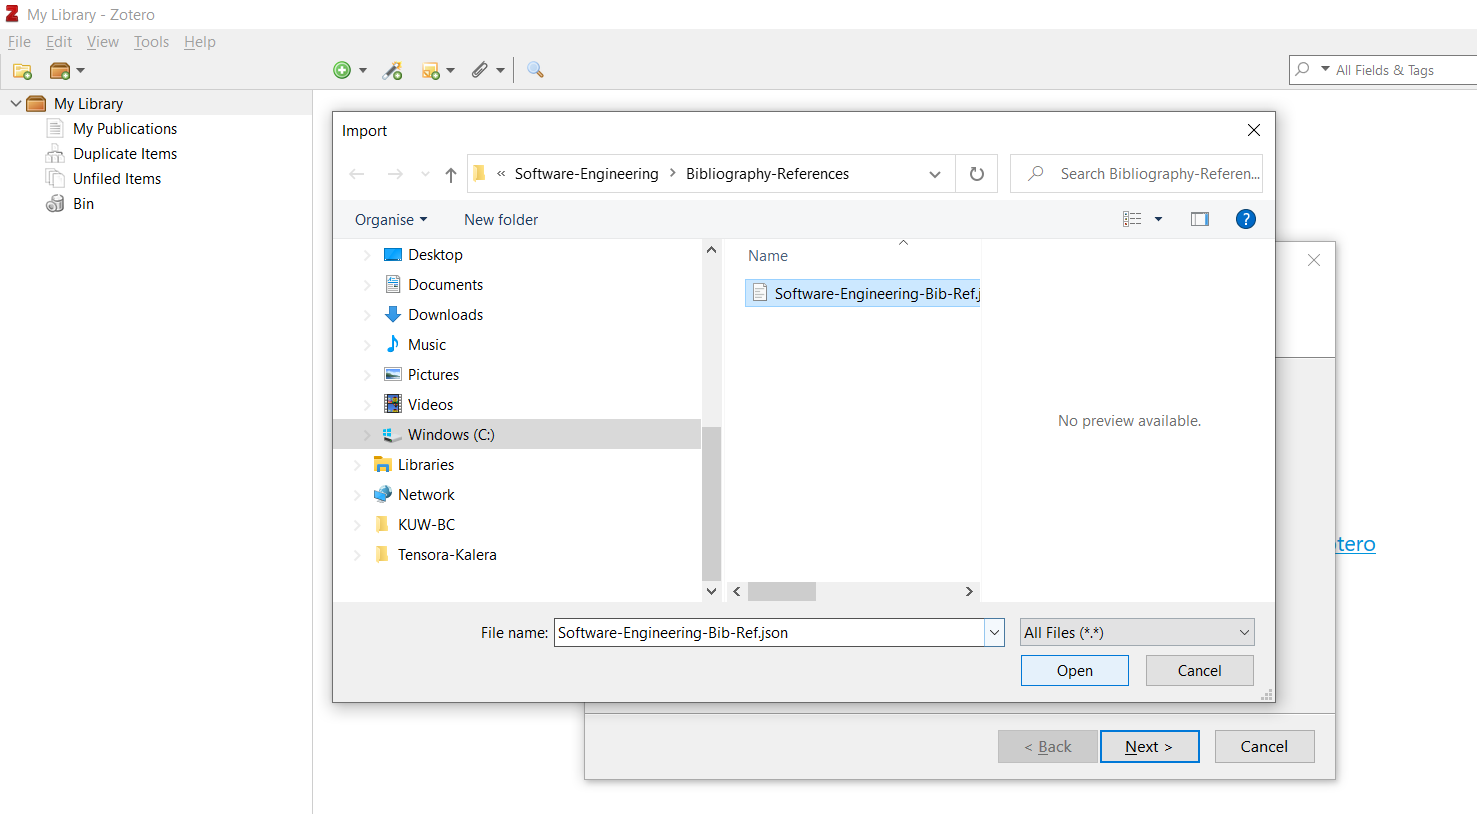 My Library - Zotero
File Edit View Tools Help
All Fields & Tags
My Library
My Publications
Duplicate Items
Unfiled Items
Bin
Import
« Software-Engineering > Bibliography-References
Search Bibliography-Referen...
Organise
New folder
?
Name
Desktop
Documents
Downloads
Music
Pictures
Videos
Windows (C:)
Libraries
Network
KUW-BC
Tensora-Kalera
Software-Engineering-Bib-Ref.j
No preview available.
File name: Software-Engineering-Bib-Ref.json
All Files (*.*)
Open
Cancel
otero
< Back
Next >
Cancel